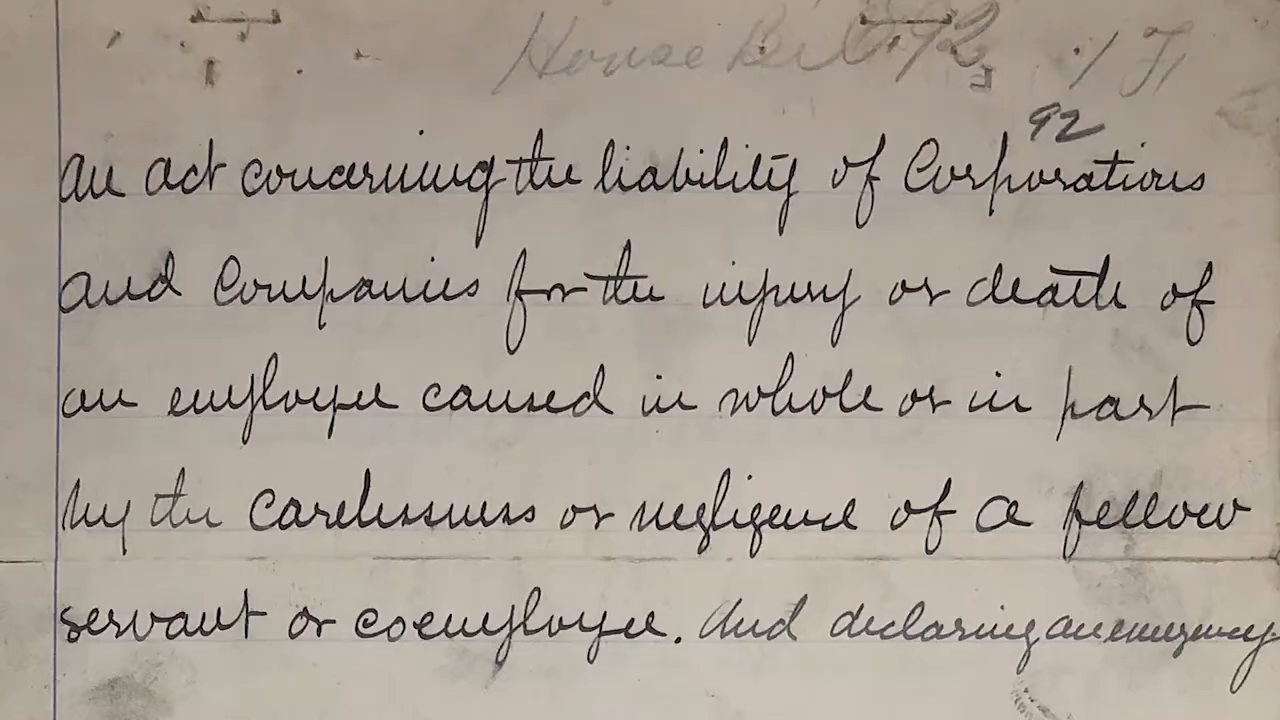 House Bill 92
92
An act concerning the liability of Corporations
and Companies for the injury or death of
an employee caused in whole or in part
by the carelessness or negligence of a fellow
servant or coemployee. And declaring an emergency